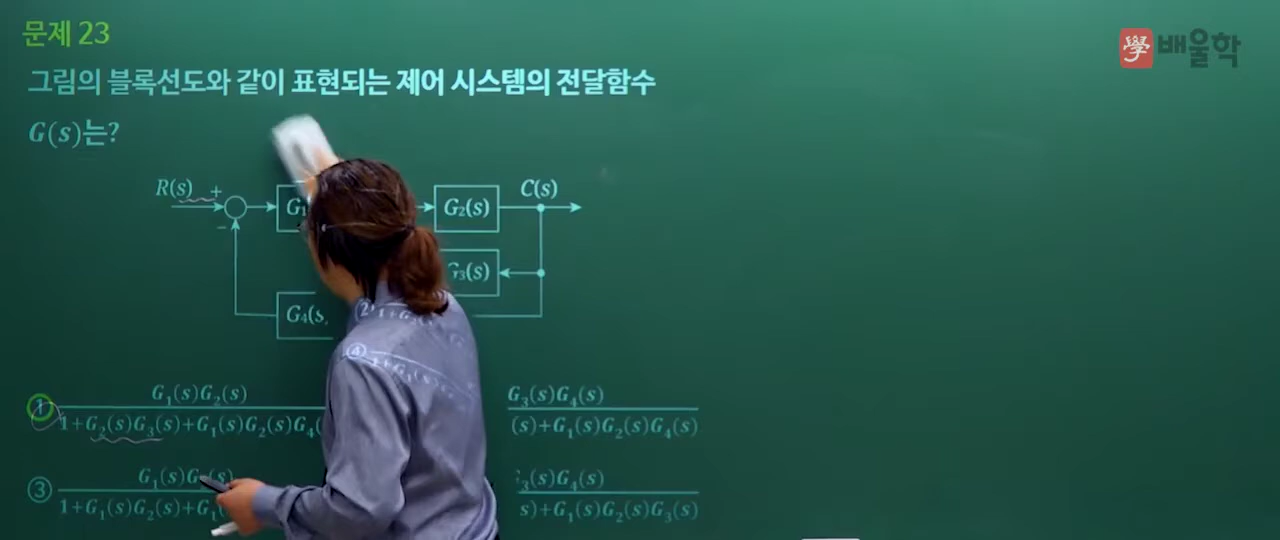 문제 23
學 배울학
그림의 블록선도와 같이 표현되는 제어 시스템의 전달함수
G(s)는?
R(s) + C(s)
G₁ G₂(s)
−
G₃(s)
G₄(s
① G₁(s)G₂(s)
1+G₂(s)G₃(s)+G₁(s)G₂(s)G₄(
G₃(s)G₄(s)
(s)+G₁(s)G₂(s)G₄(s)
③ G₁(s)G (s)
1+G₁(s)G₂(s)+G₁(
₃(s)G₄(s)
s)+G₁(s)G₂(s)G₃(s)